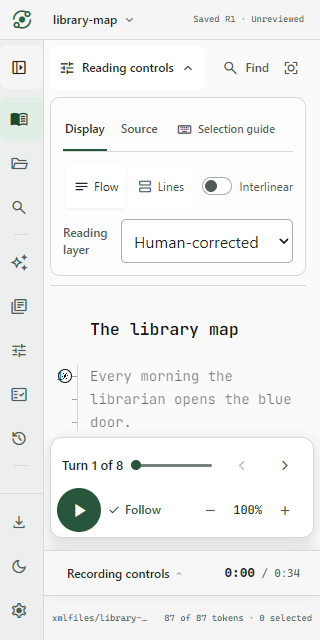 library-map
Saved R1 · Unreviewed
Reading controls
Find
Display
Source
Selection guide
Flow
Lines
Interlinear
Reading layer
Human-corrected
The library map
Every morning the
librarian opens the blue
door.
Turn 1 of 8
Follow
100%
Recording controls
0:00 / 0:34
xmlfiles/library-…
87 of 87 tokens · 0 selected